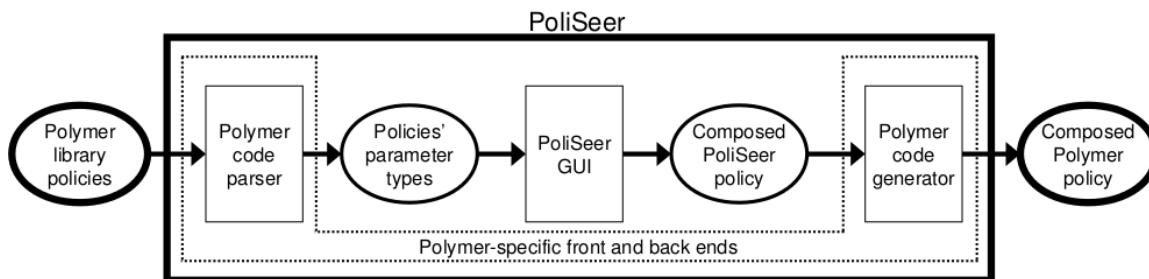 PoliSeer
Polymer
library
policies
Polymer
code
parser
Policies'
parameter
types
PoliSeer
GUI
Composed
PoliSeer
policy
Polymer
code
generator
Composed
Polymer
policy
Polymer-specific front and back ends